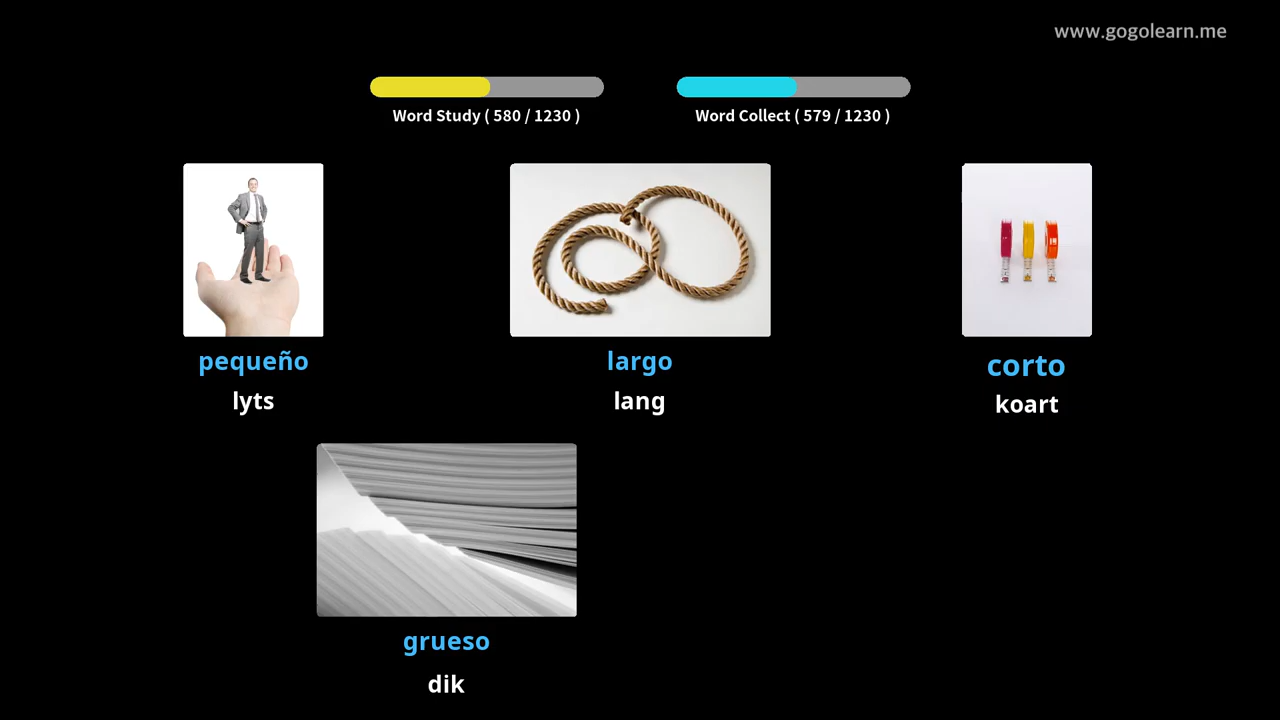 www.gogolearn.me
Word Study ( 580 / 1230 )
Word Collect ( 579 / 1230 )
pequeño
lyts
largo
lang
corto
koart
grueso
dik